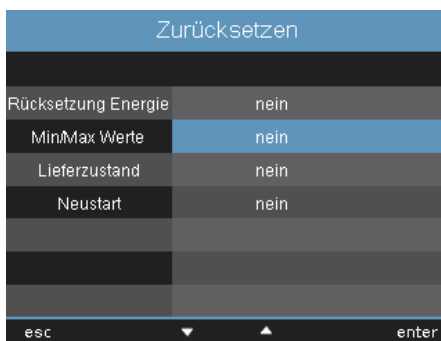 Zurücksetzen
Rücksetzung Energie nein
Min/Max Werte nein
Lieferzustand nein
Neustart nein
esc enter